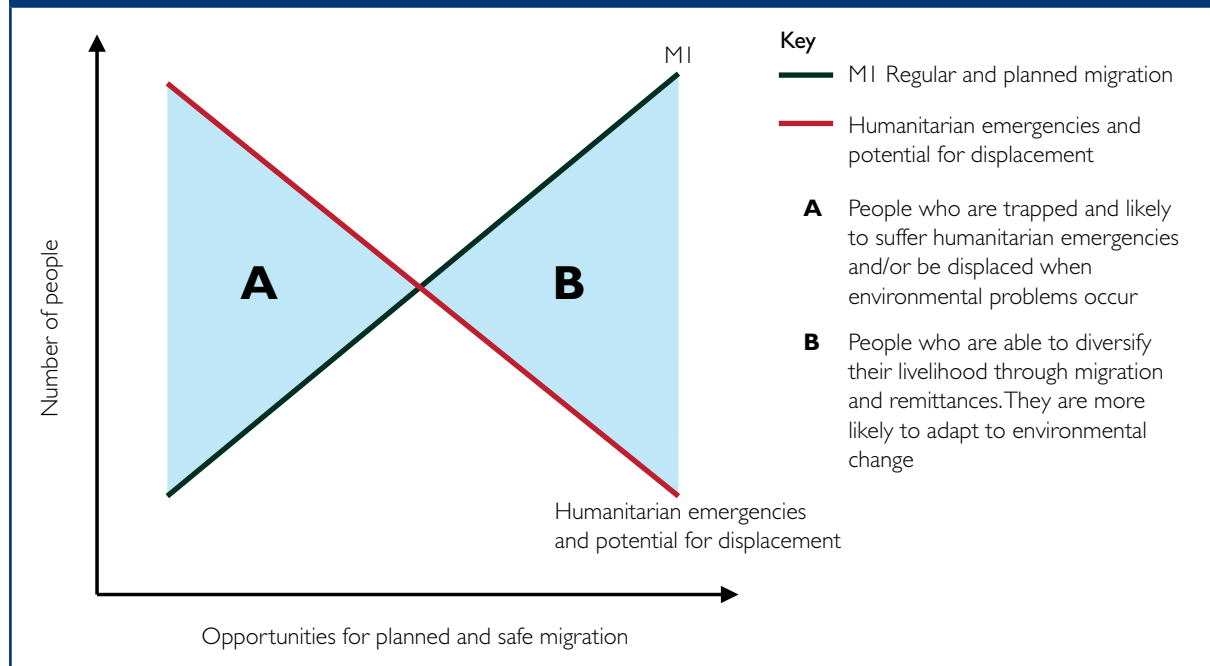 Number of people
A
B
M1
Humanitarian emergencies
and potential for displacement
Opportunities for planned and safe migration
Key
M1 Regular and planned migration
Humanitarian emergencies and
potential for displacement
A People who are trapped and likely
to suffer humanitarian emergencies
and/or be displaced when
environmental problems occur
B People who are able to diversify
their livelihood through migration
and remittances. They are more
likely to adapt to environmental
change